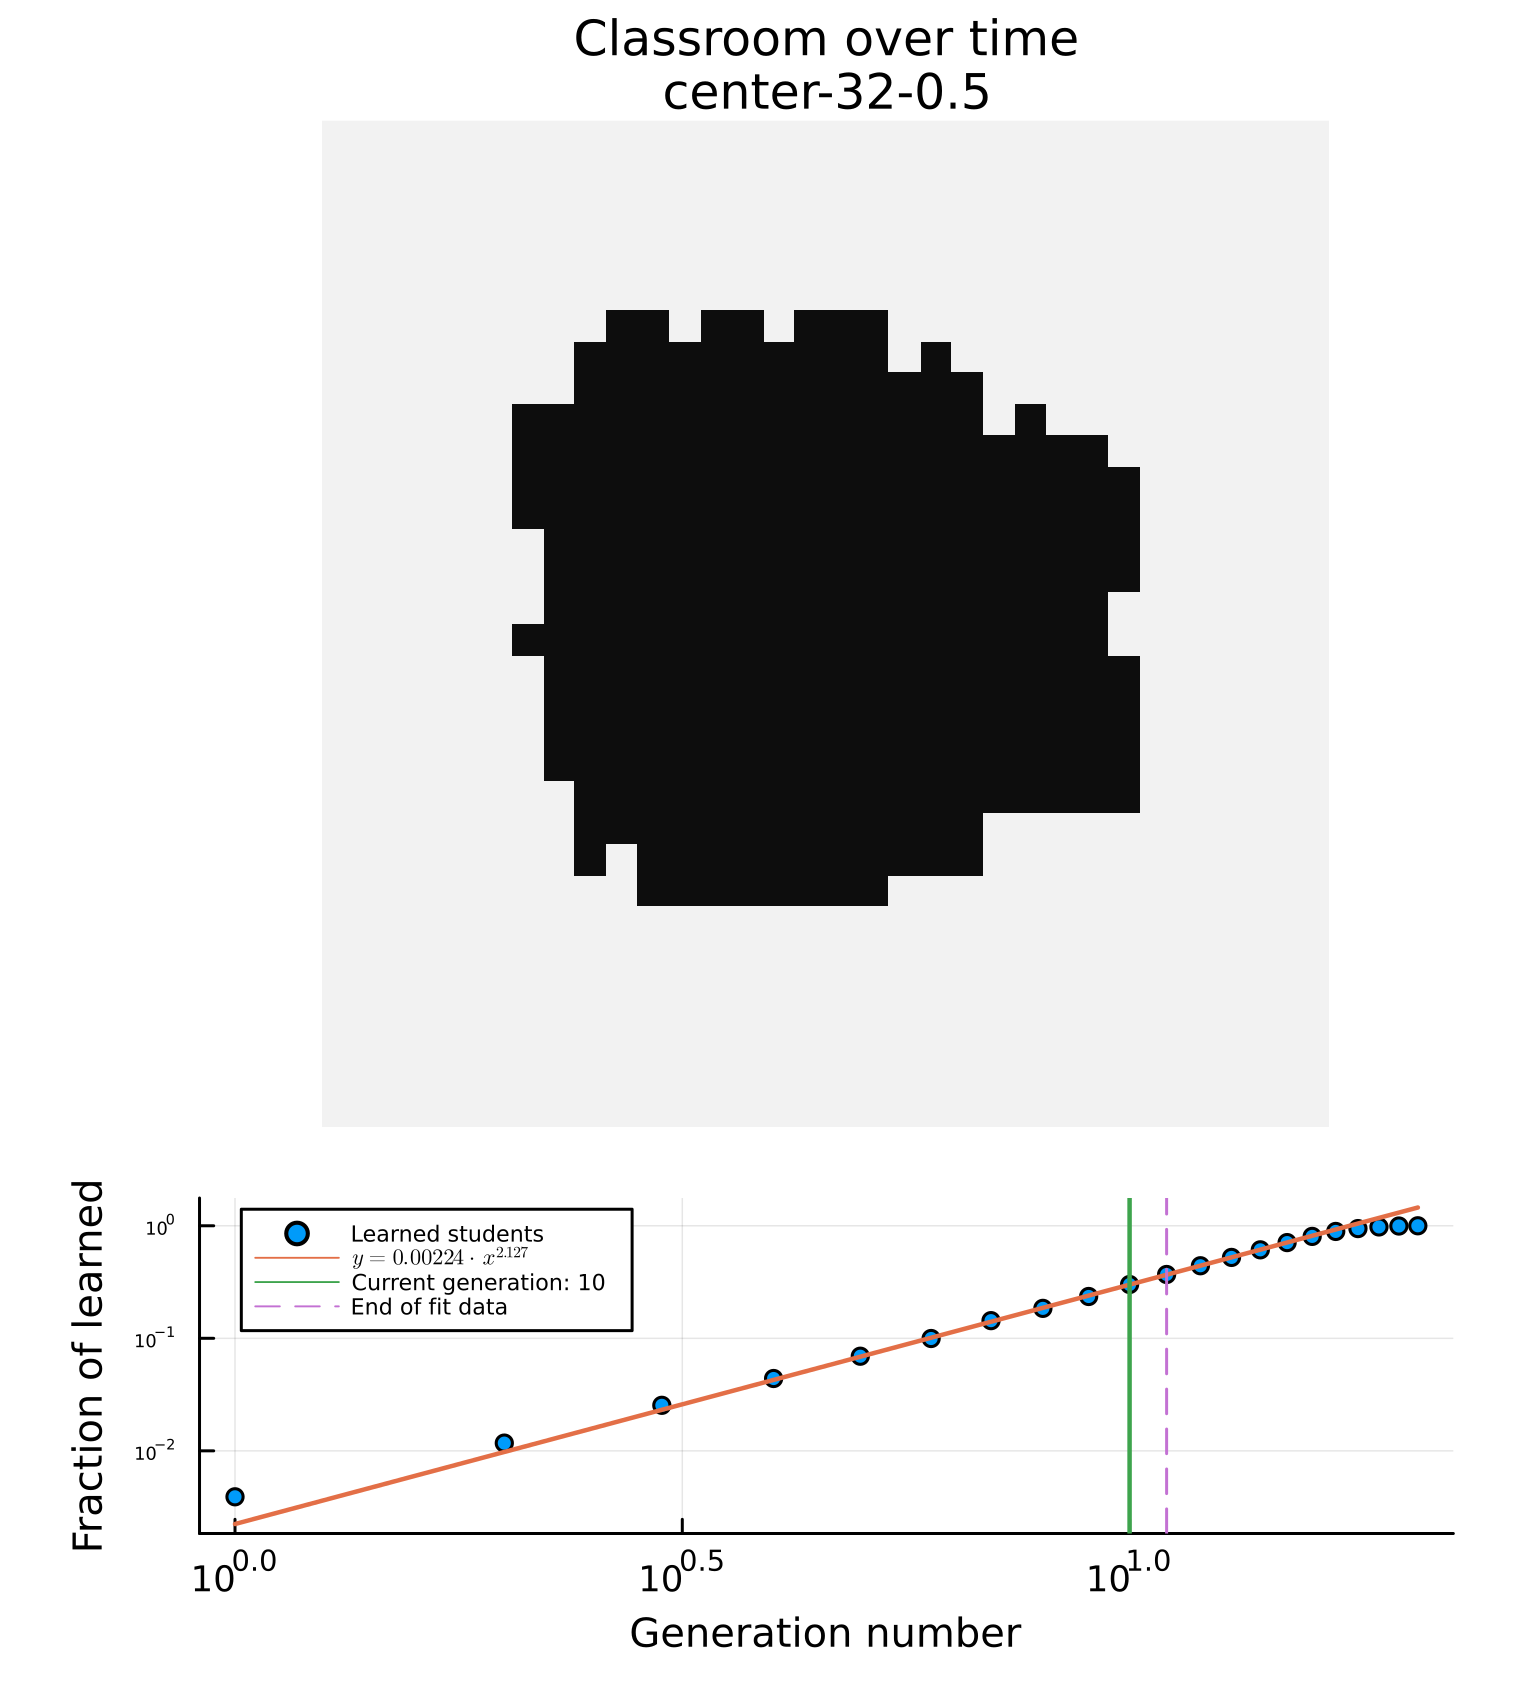 Classroom over time
center-32-0.5
Fraction of learned
10⁰
10⁻¹
10⁻²
Learned students
y = 0.00224 · x^2.127
Current generation: 10
End of fit data
10^0.0 10^0.5 10^1.0
Generation number